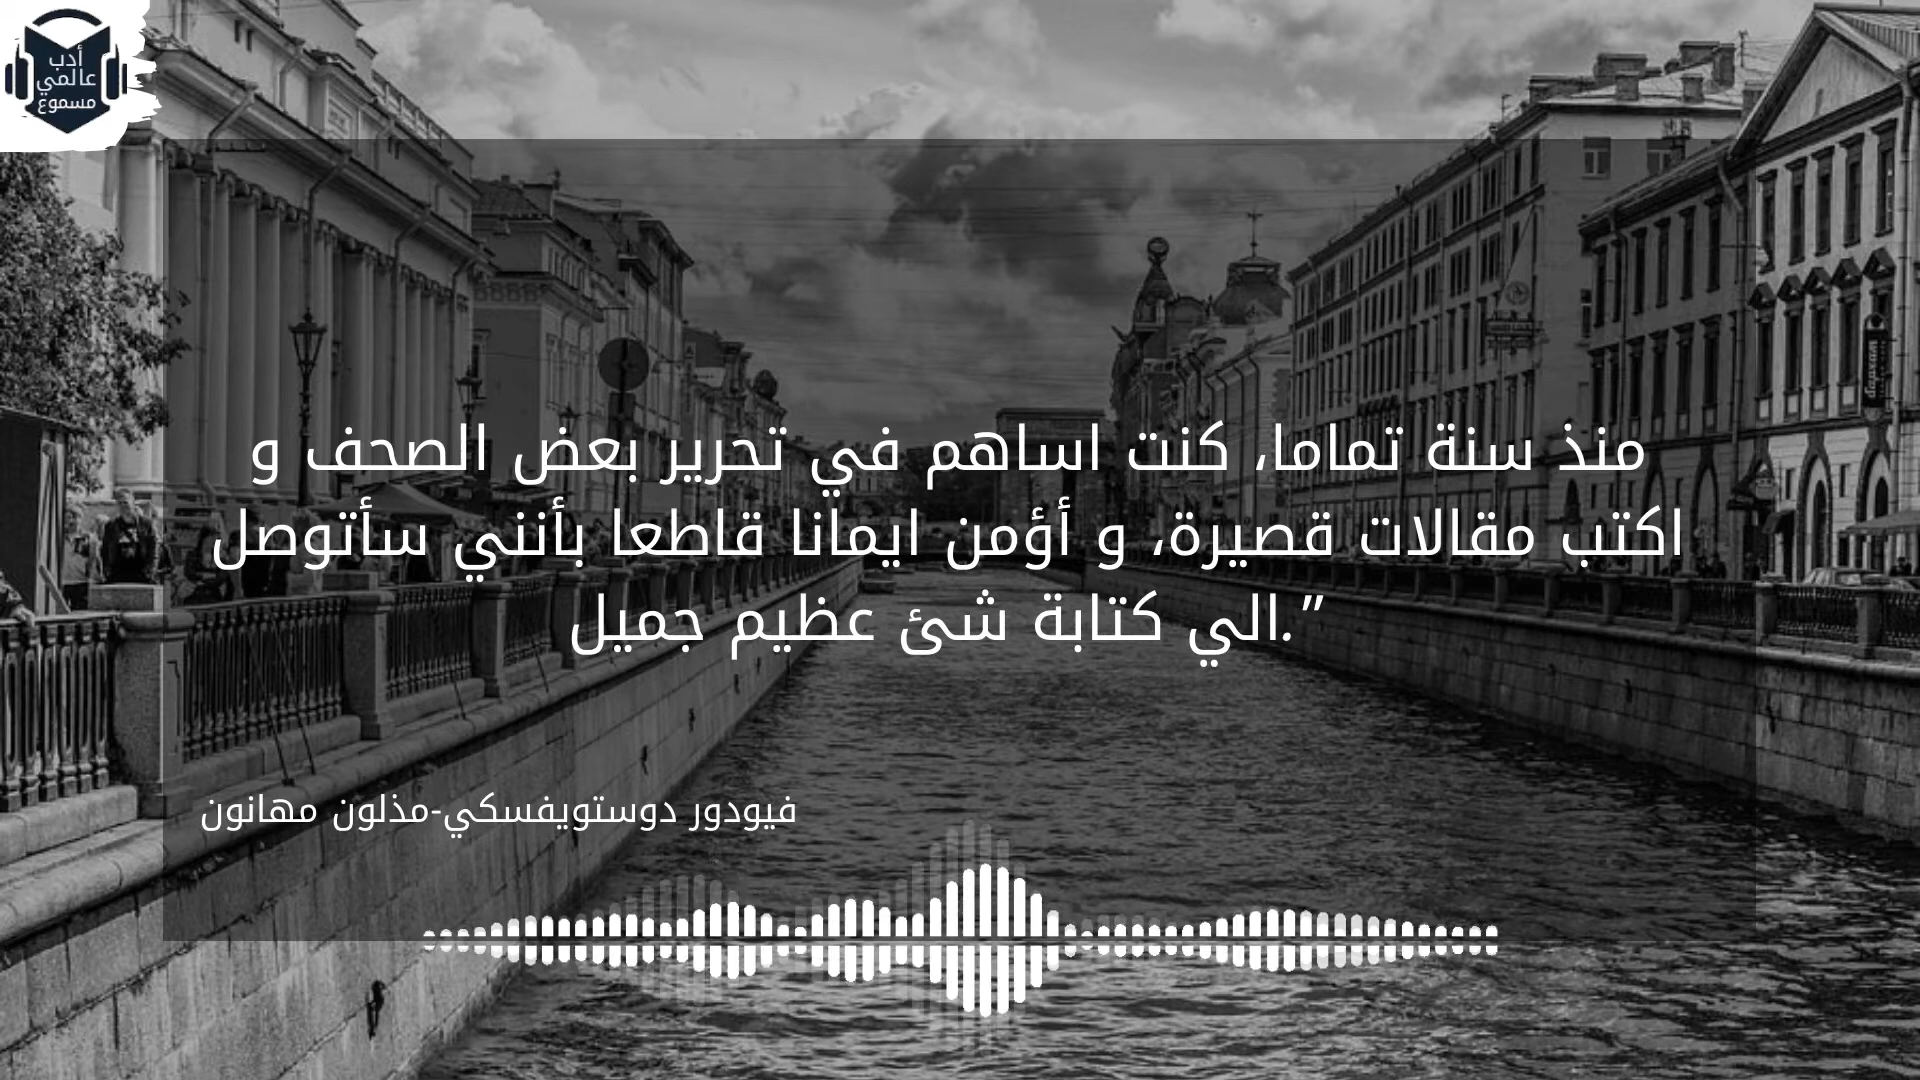 أدب
عالمي
مسموع
منذ سنة تماما، كنت اساهم في تحرير بعض الصحف و
اكتب مقالات قصيرة، و أؤمن ايمانا قاطعا بأنني سأتوصل
الي كتابة شئ عظيم جميل.”
فيودور دوستويفسكي-مذلون مهانون